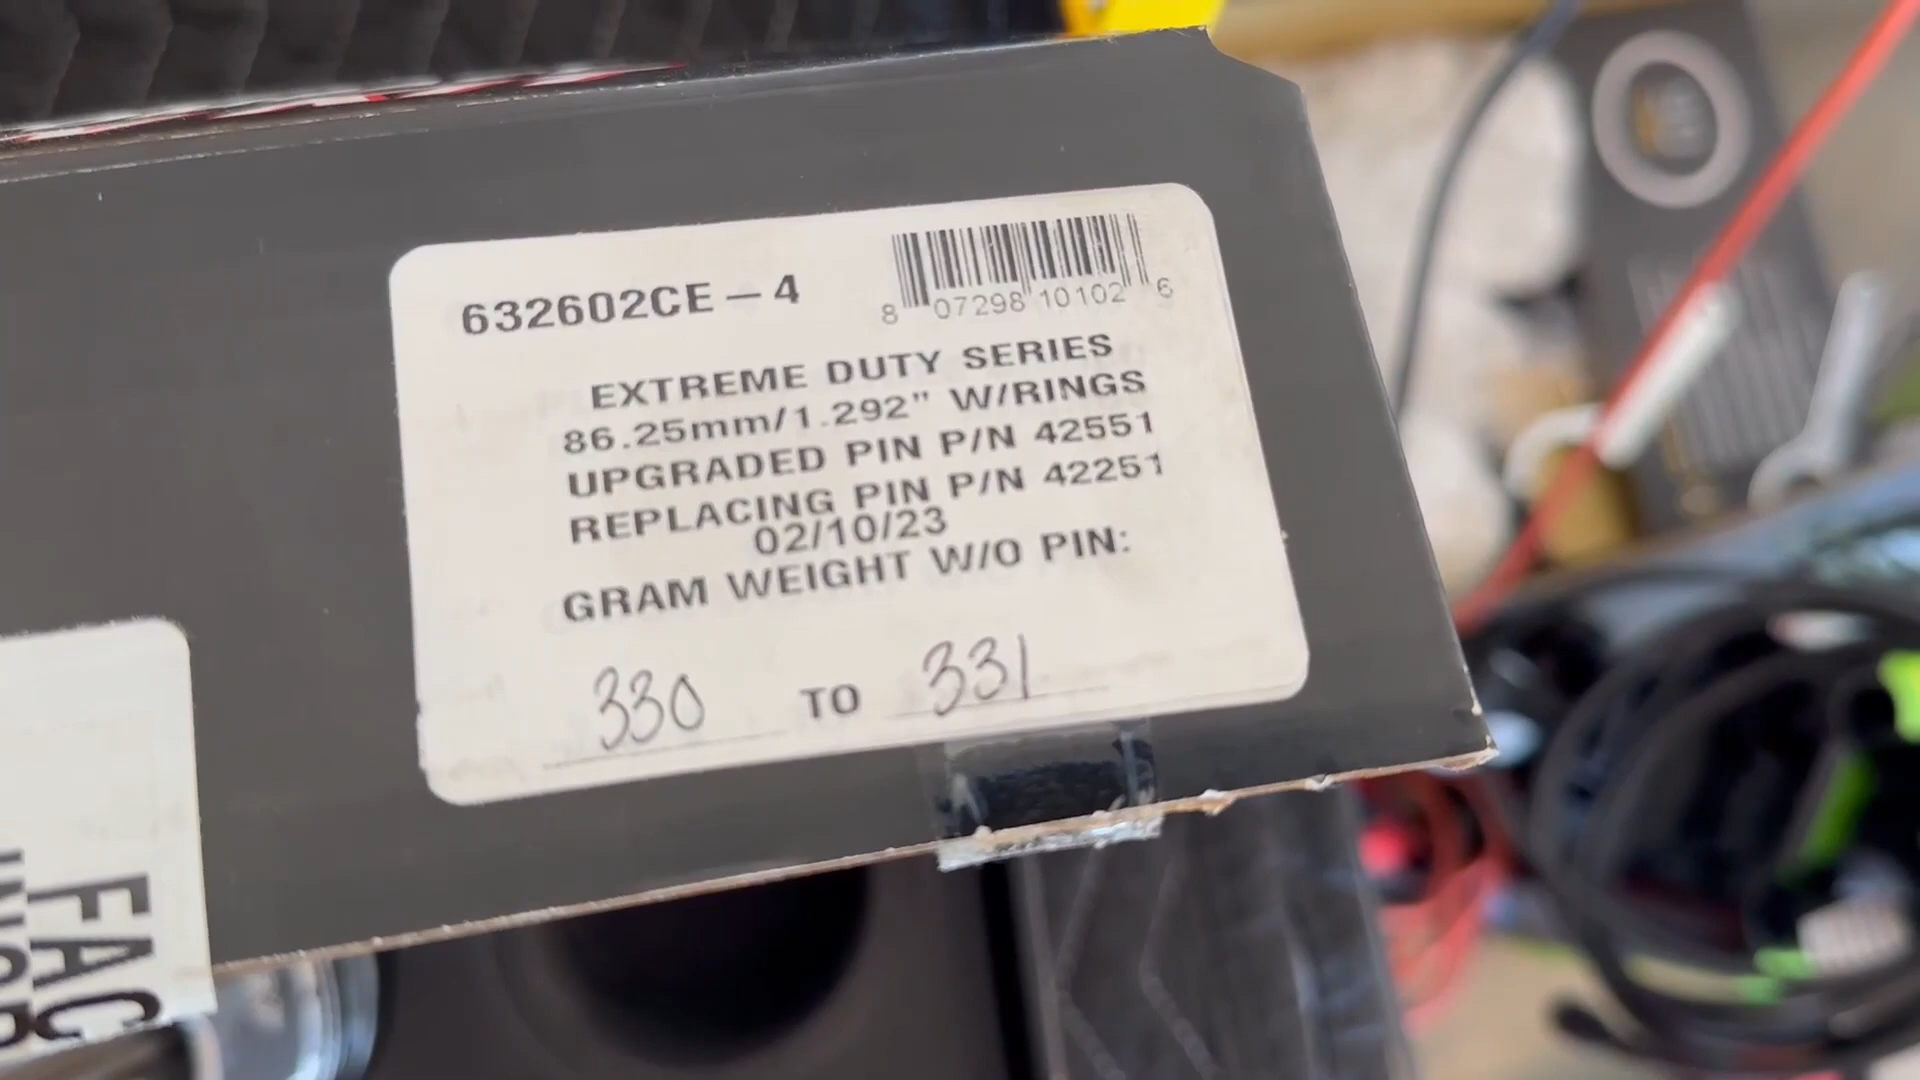 632602CE – 4
8 07298 10102 6
EXTREME DUTY SERIES
86.25mm/1.292" W/RINGS
UPGRADED PIN P/N 42551
REPLACING PIN P/N 42251
02/10/23
GRAM WEIGHT W/O PIN:
330 TO 331
FAC